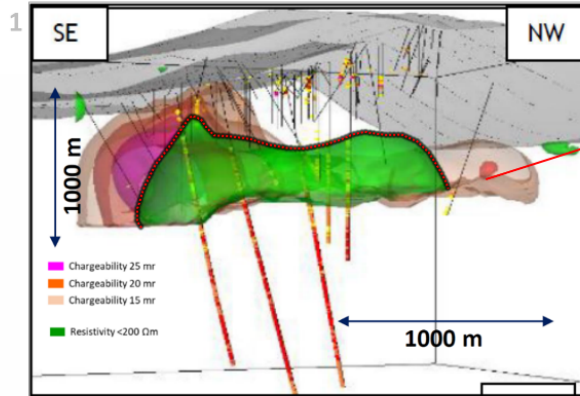 1
SE
NW
1000 m
Chargeability 25 mr
Chargeability 20 mr
Chargeability 15 mr
Resistivity <200 Ωm
1000 m